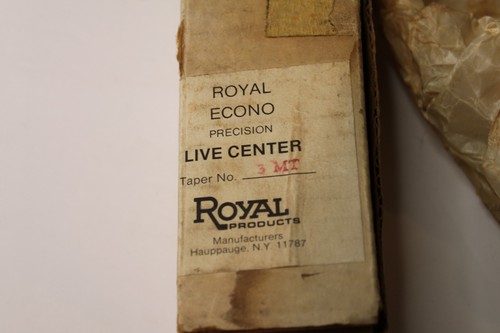 ROYAL
ECONO
PRECISION
LIVE CENTER
Taper No. 3 MT
ROYAL
PRODUCTS
Manufacturers
Hauppauge, N.Y. 11787